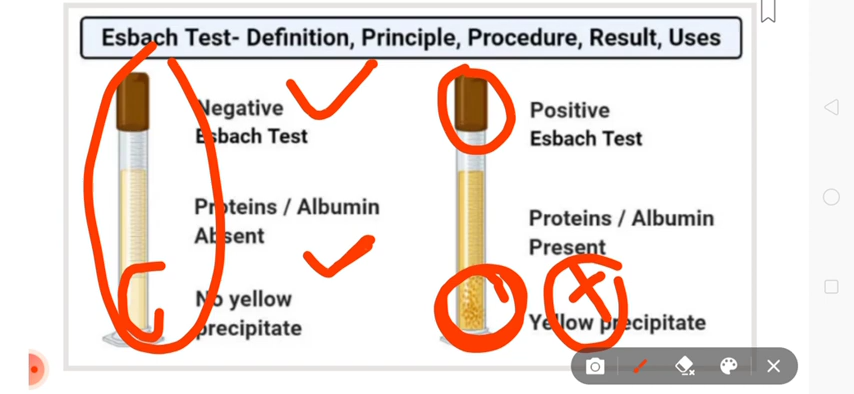 Esbach Test- Definition, Principle, Procedure, Result, Uses
Negative
Esbach Test
Proteins / Albumin
Absent
No yellow
precipitate
Positive
Esbach Test
Proteins / Albumin
Present
Yellow precipitate